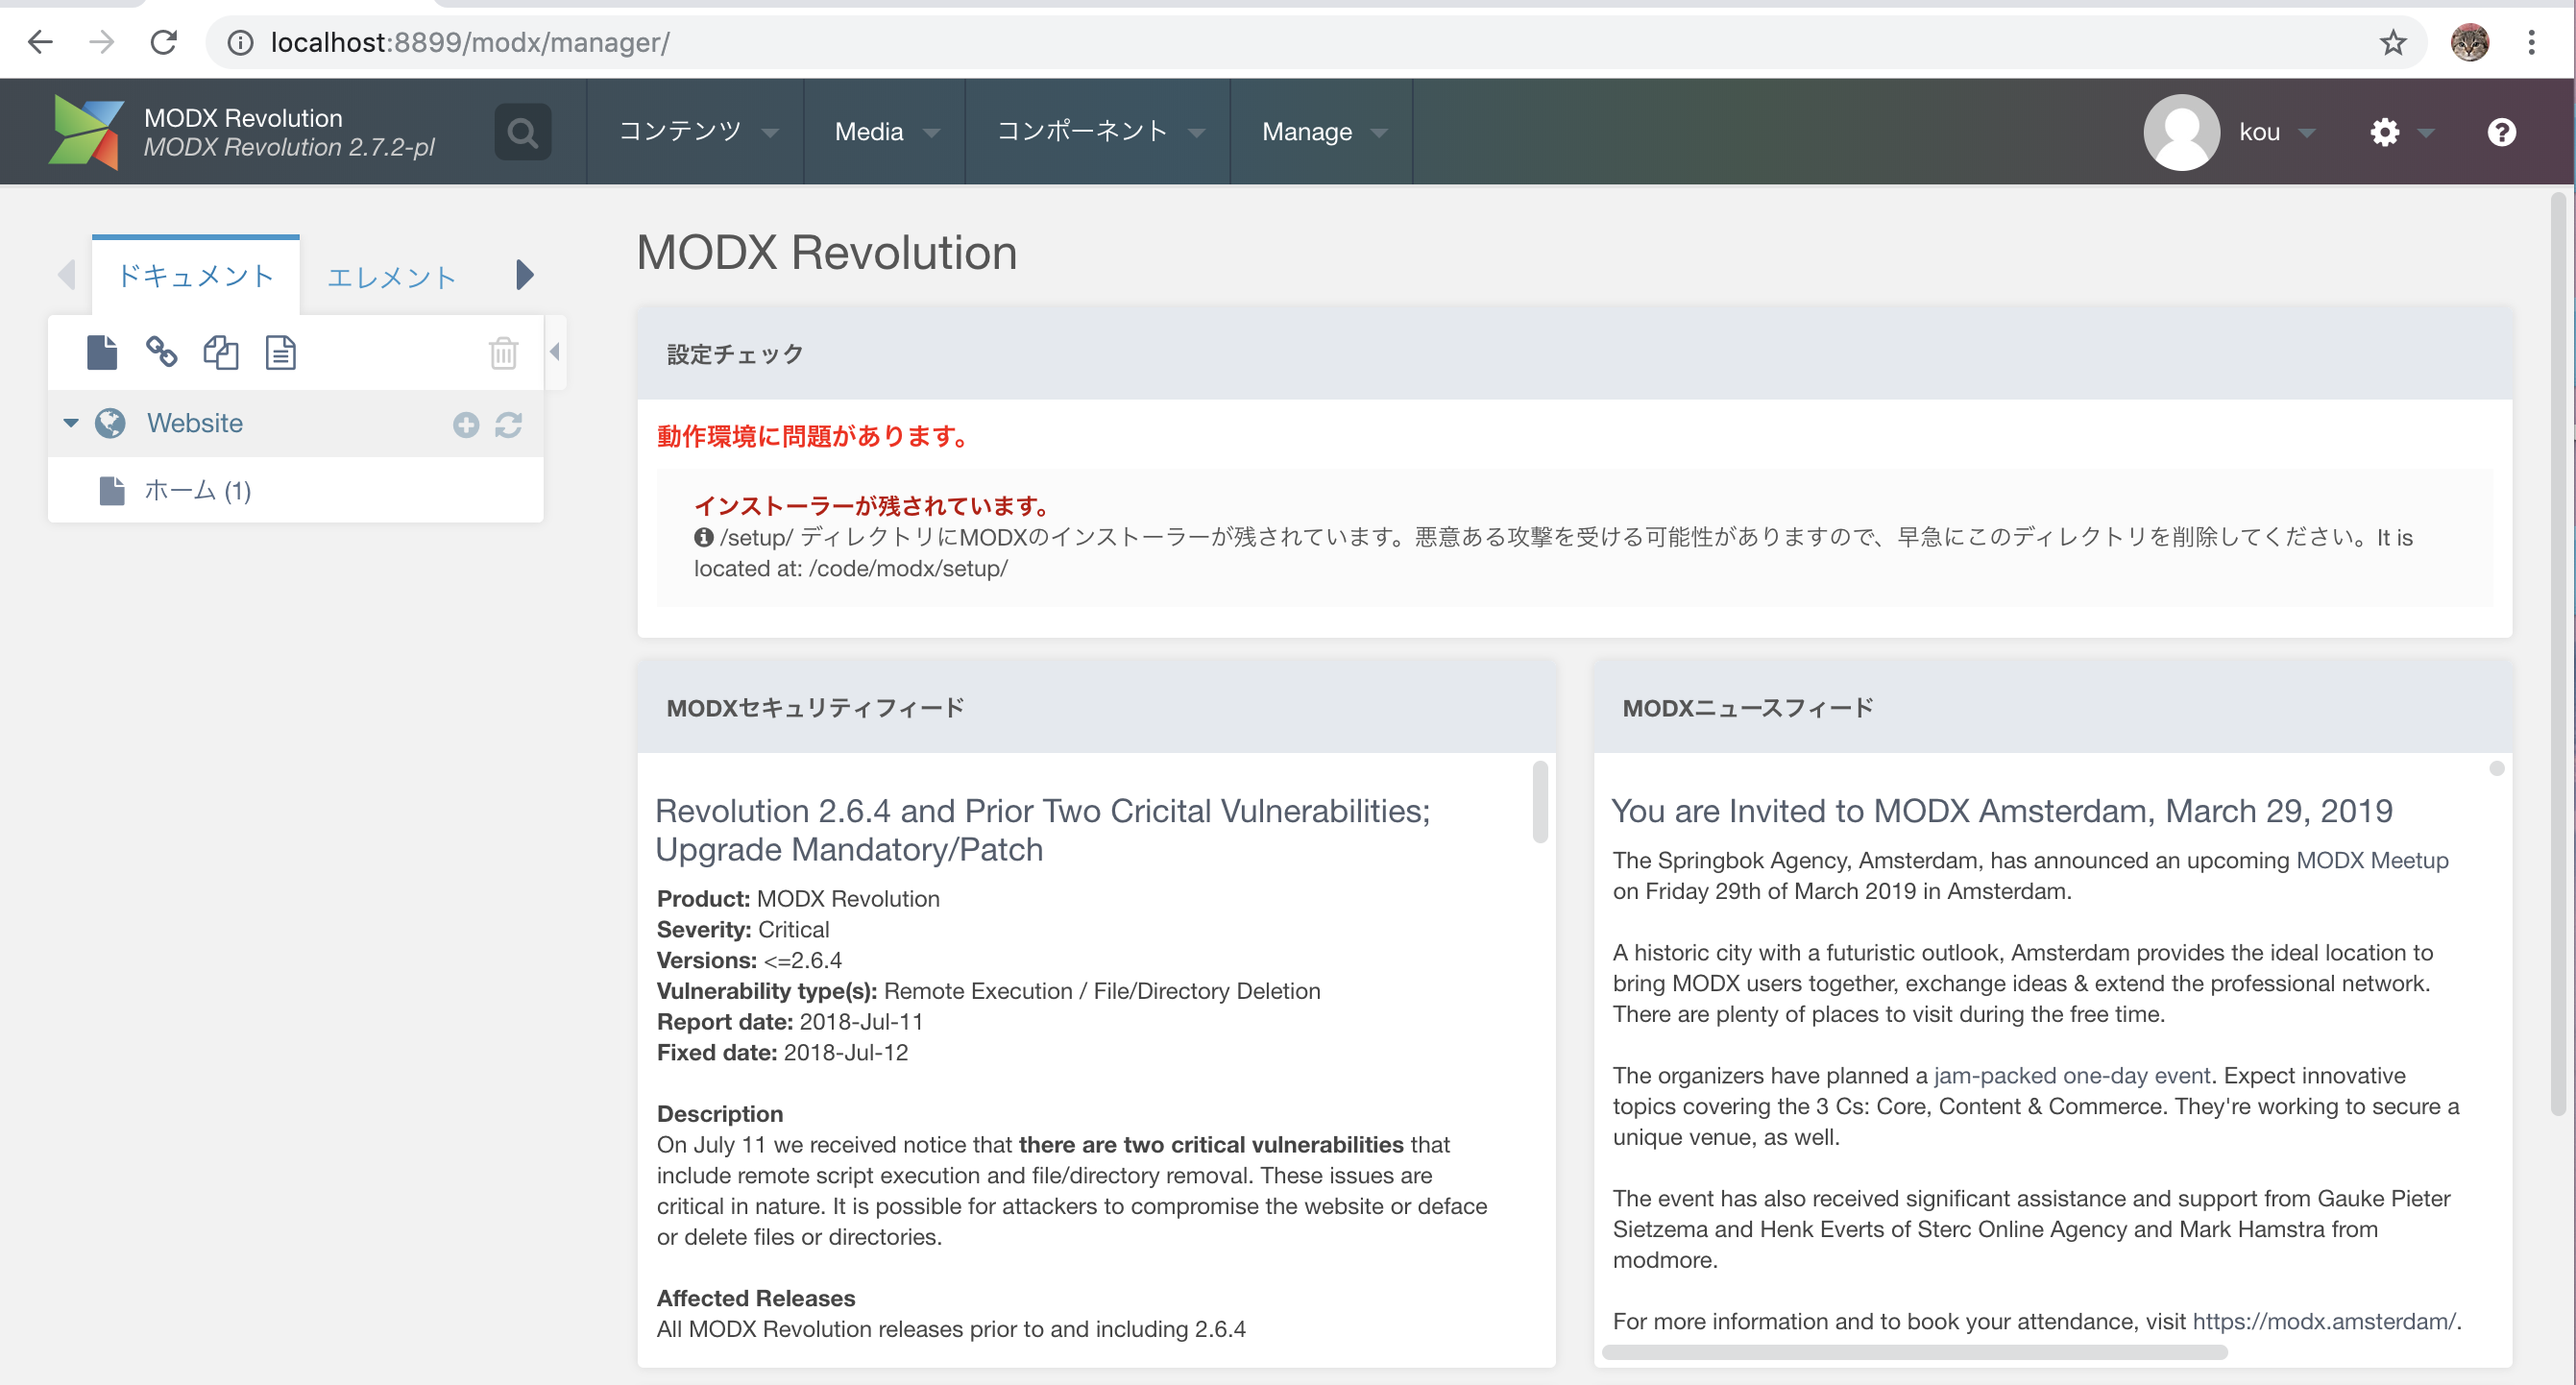 localhost:8899/modx/manager/
MODX Revolution
MODX Revolution 2.7.2-pl
コンテンツ
Media
コンポーネント
Manage
kou
ドキュメント
エレメント
Website
ホーム (1)
MODX Revolution
設定チェック
動作環境に問題があります。
インストーラーが残されています。
/setup/ ディレクトリにMODXのインストーラーが残されています。悪意ある攻撃を受ける可能性がありますので、早急にこのディレクトリを削除してください。It is
located at: /code/modx/setup/
MODXセキュリティフィード
Revolution 2.6.4 and Prior Two Cricital Vulnerabilities;
Upgrade Mandatory/Patch
Product: MODX Revolution
Severity: Critical
Versions: <=2.6.4
Vulnerability type(s): Remote Execution / File/Directory Deletion
Report date: 2018-Jul-11
Fixed date: 2018-Jul-12
Description
On July 11 we received notice that there are two critical vulnerabilities that
include remote script execution and file/directory removal. These issues are
critical in nature. It is possible for attackers to compromise the website or deface
or delete files or directories.
Affected Releases
All MODX Revolution releases prior to and including 2.6.4
MODXニュースフィード
You are Invited to MODX Amsterdam, March 29, 2019
The Springbok Agency, Amsterdam, has announced an upcoming MODX Meetup
on Friday 29th of March 2019 in Amsterdam.
A historic city with a futuristic outlook, Amsterdam provides the ideal location to
bring MODX users together, exchange ideas & extend the professional network.
There are plenty of places to visit during the free time.
The organizers have planned a jam-packed one-day event. Expect innovative
topics covering the 3 Cs: Core, Content & Commerce. They're working to secure a
unique venue, as well.
The event has also received significant assistance and support from Gauke Pieter
Sietzema and Henk Everts of Sterc Online Agency and Mark Hamstra from
modmore.
For more information and to book your attendance, visit https://modx.amsterdam/.